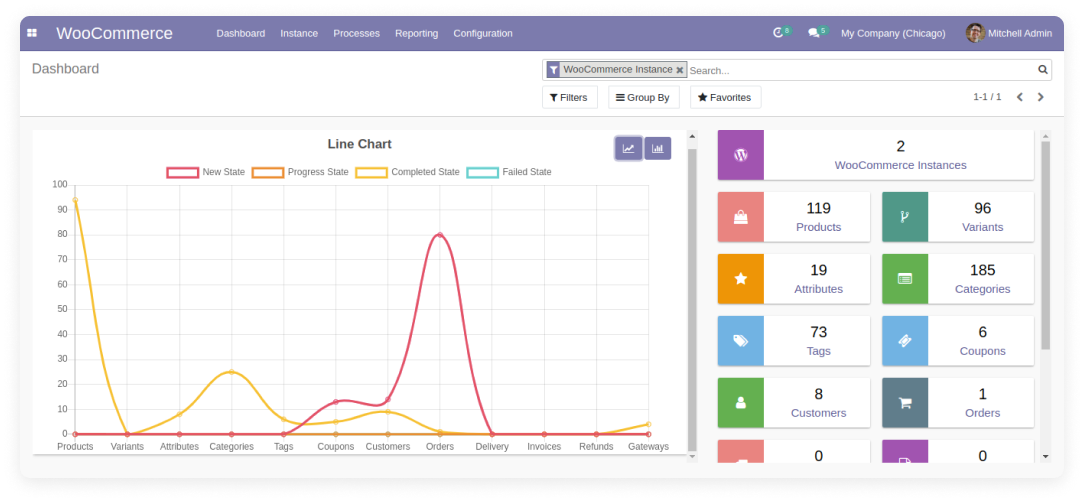 WooCommerce Dashboard Instance Processes Reporting Configuration 8 5 My Company (Chicago) Mitchell Admin
Dashboard
WooCommerce Instance × Search...
Filters Group By Favorites 1-1 / 1
Line Chart
New State Progress State Completed State Failed State
100
90
80
70
60
50
40
30
20
10
0
Products Variants Attributes Categories Tags Coupons Customers Orders Delivery Invoices Refunds Gateways
2
WooCommerce Instances
119
Products
96
Variants
19
Attributes
185
Categories
73
Tags
6
Coupons
8
Customers
1
Orders
0
0